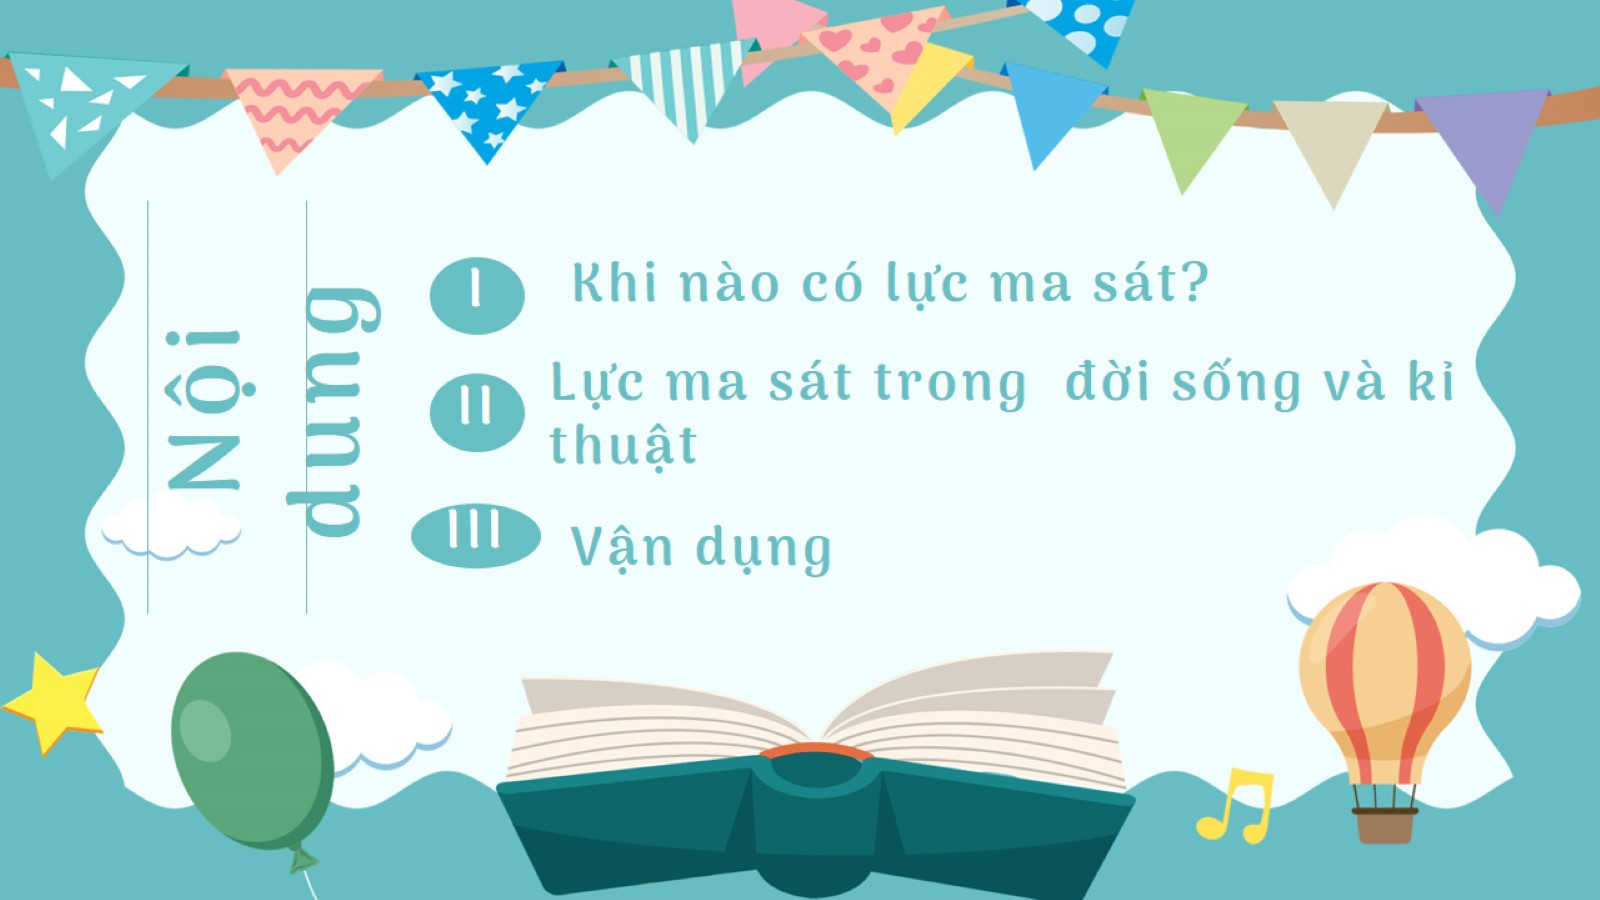 Nội
dung
I
Khi nào có lực ma sát?
II
Lực ma sát trong đời sống và kỉ
thuật
III
Vận dụng